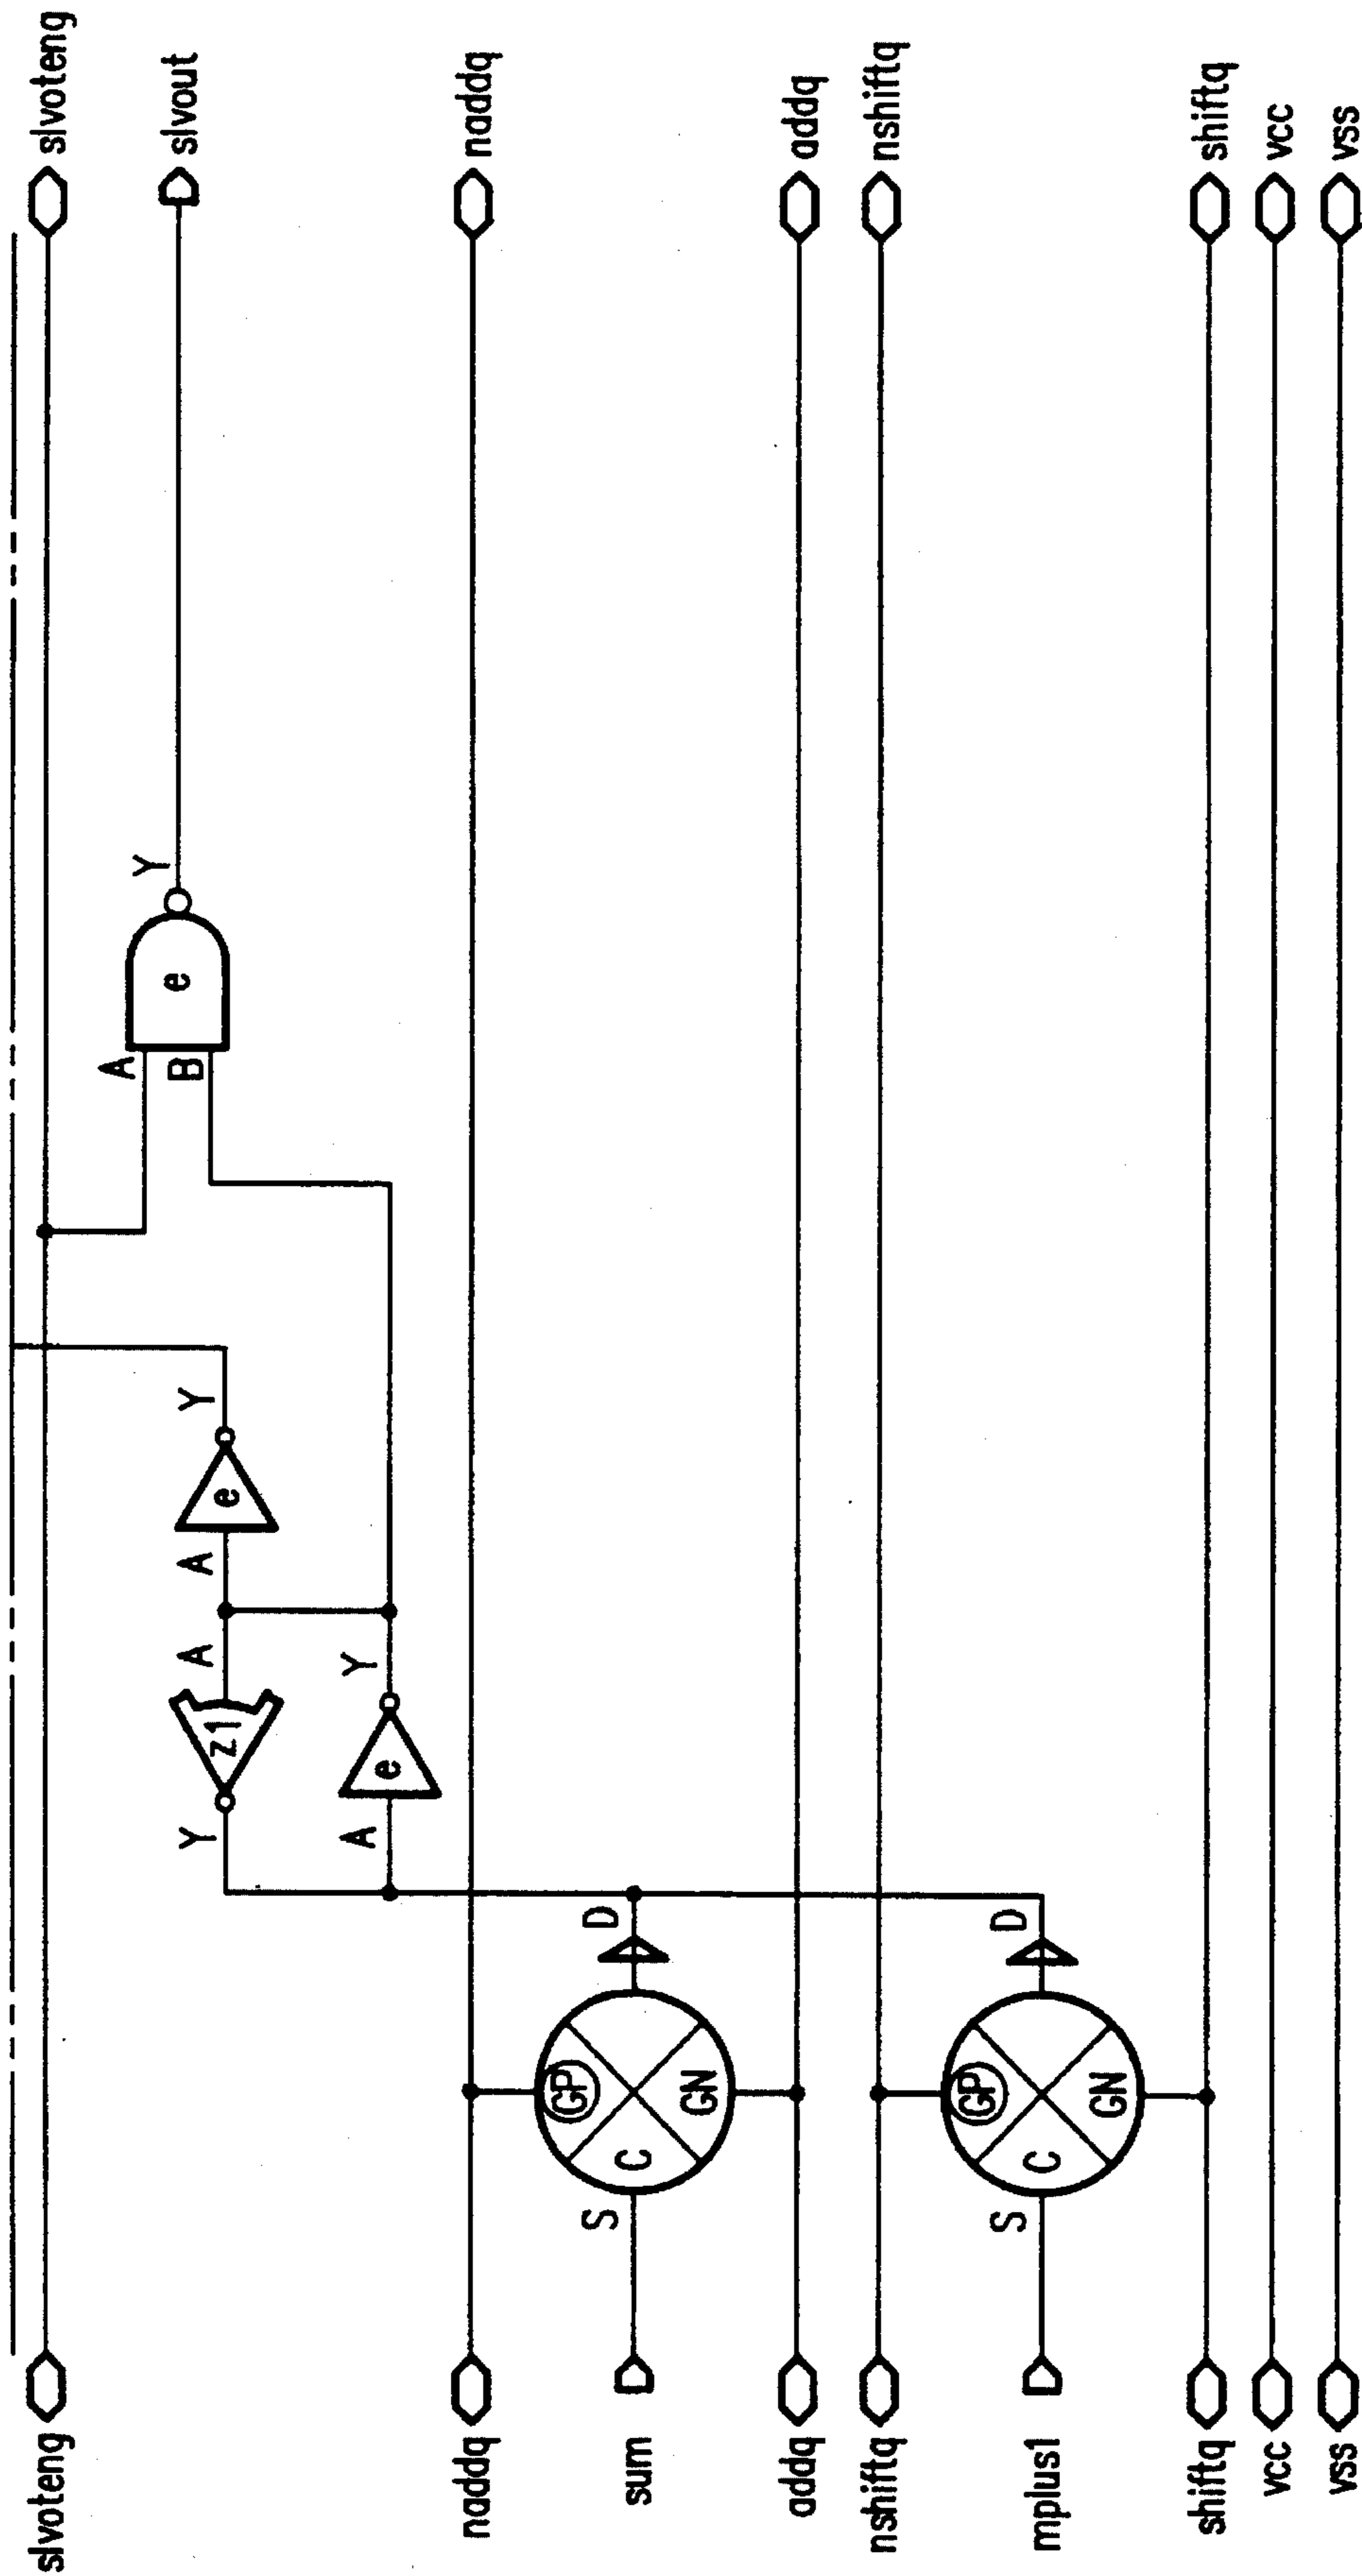 slvoteng
slvoteng
slvout
Y
A
B
e
Y
e
A
A
z1
Y
Y
e
A
naddq
naddq
GP
D
sum
S
C
GN
addq
addq
nshiftq
nshiftq
GP
D
mplus1
S
C
GN
shiftq
shiftq
vcc
vcc
vss
vss